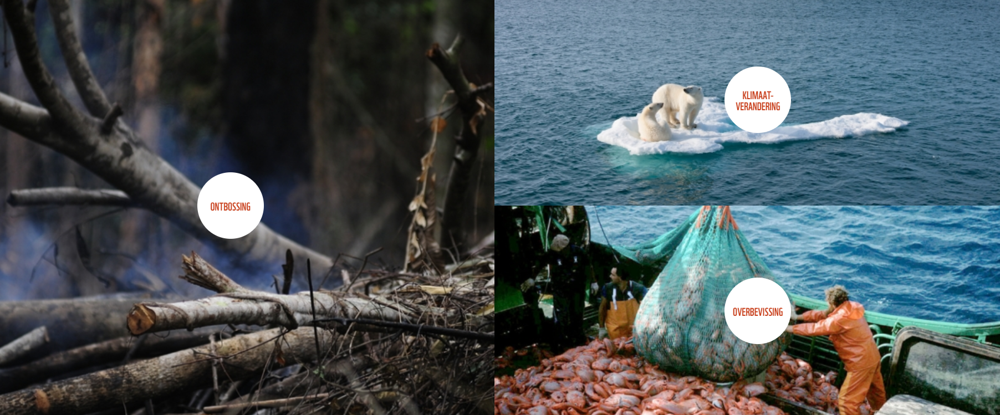 ONTBOSSING
KLIMAAT-
VERANDERING
OVERBEVISSING